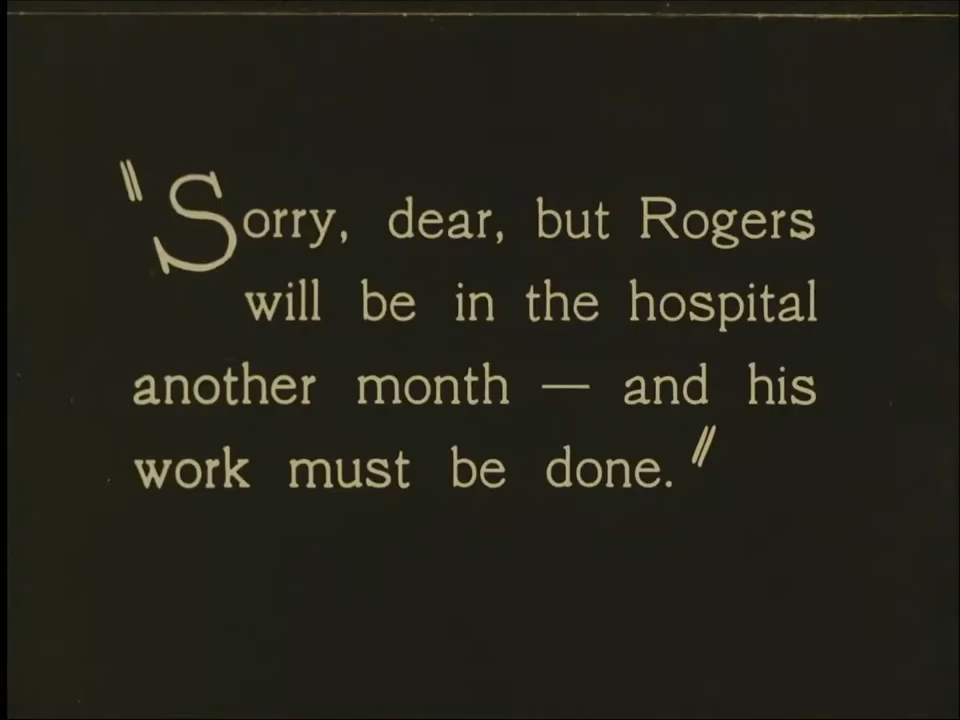 "Sorry, dear, but Rogers
will be in the hospital
another month — and his
work must be done."